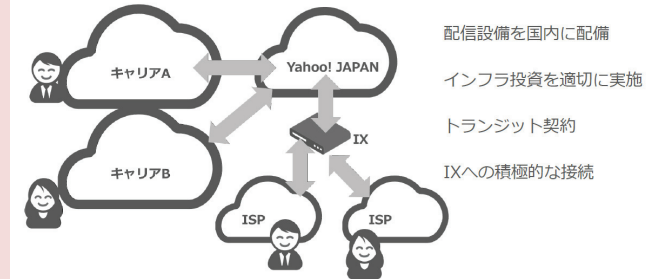 キャリアA
Yahoo! JAPAN
IX
キャリアB
ISP
ISP
配信設備を国内に配備
インフラ投資を適切に実施
トランジット契約
IXへの積極的な接続